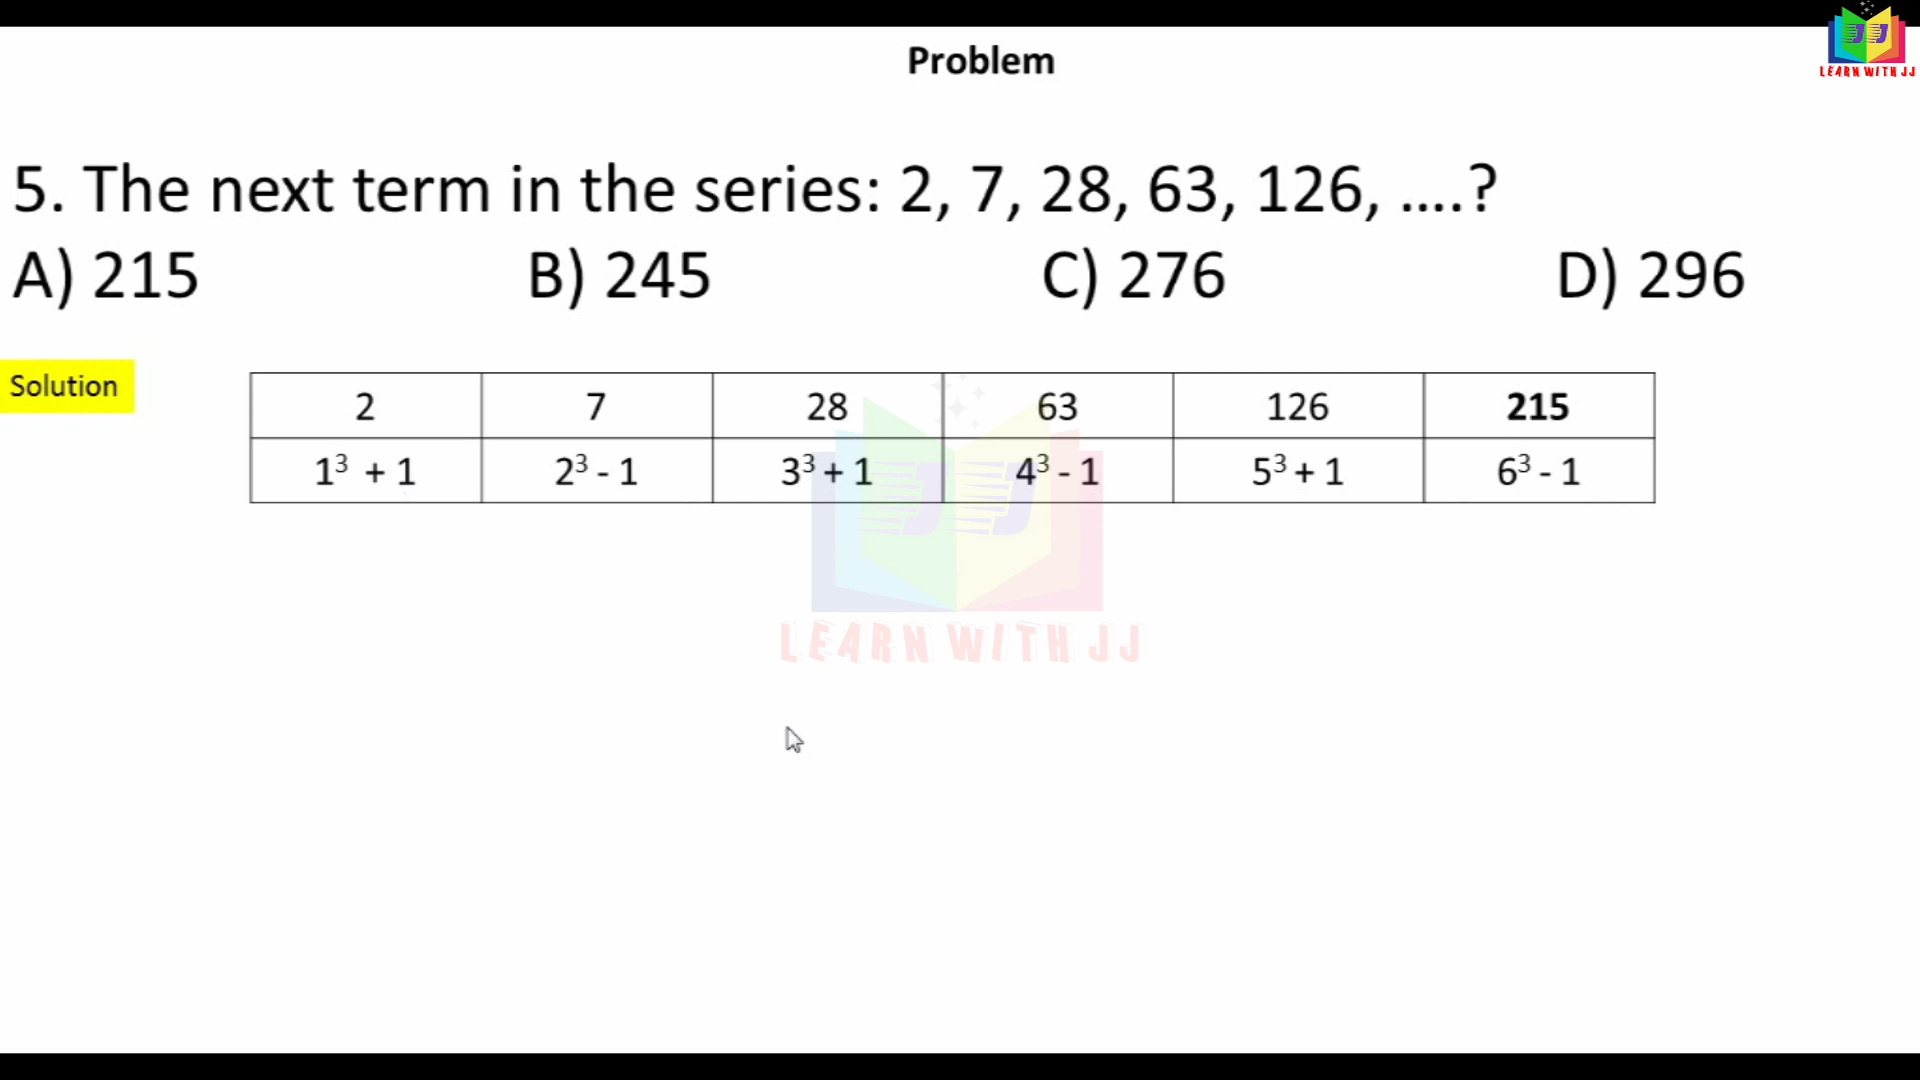 LEARN WITH JJ
Problem
5. The next term in the series: 2, 7, 28, 63, 126, ....?
A) 215 B) 245 C) 276 D) 296
Solution
2 7 28 63 126 215
1³ + 1 2³ - 1 3³ + 1 4³ - 1 5³ + 1 6³ - 1
JJ
LEARN WITH JJ